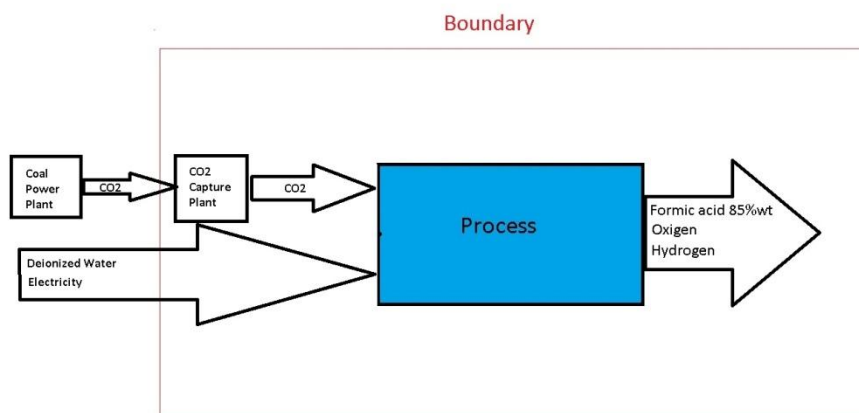 Boundary
Coal
Power
Plant
CO2
CO2
Capture
Plant
CO2
Deionized Water
Electricity
Process
Formic acid 85%wt
Oxigen
Hydrogen